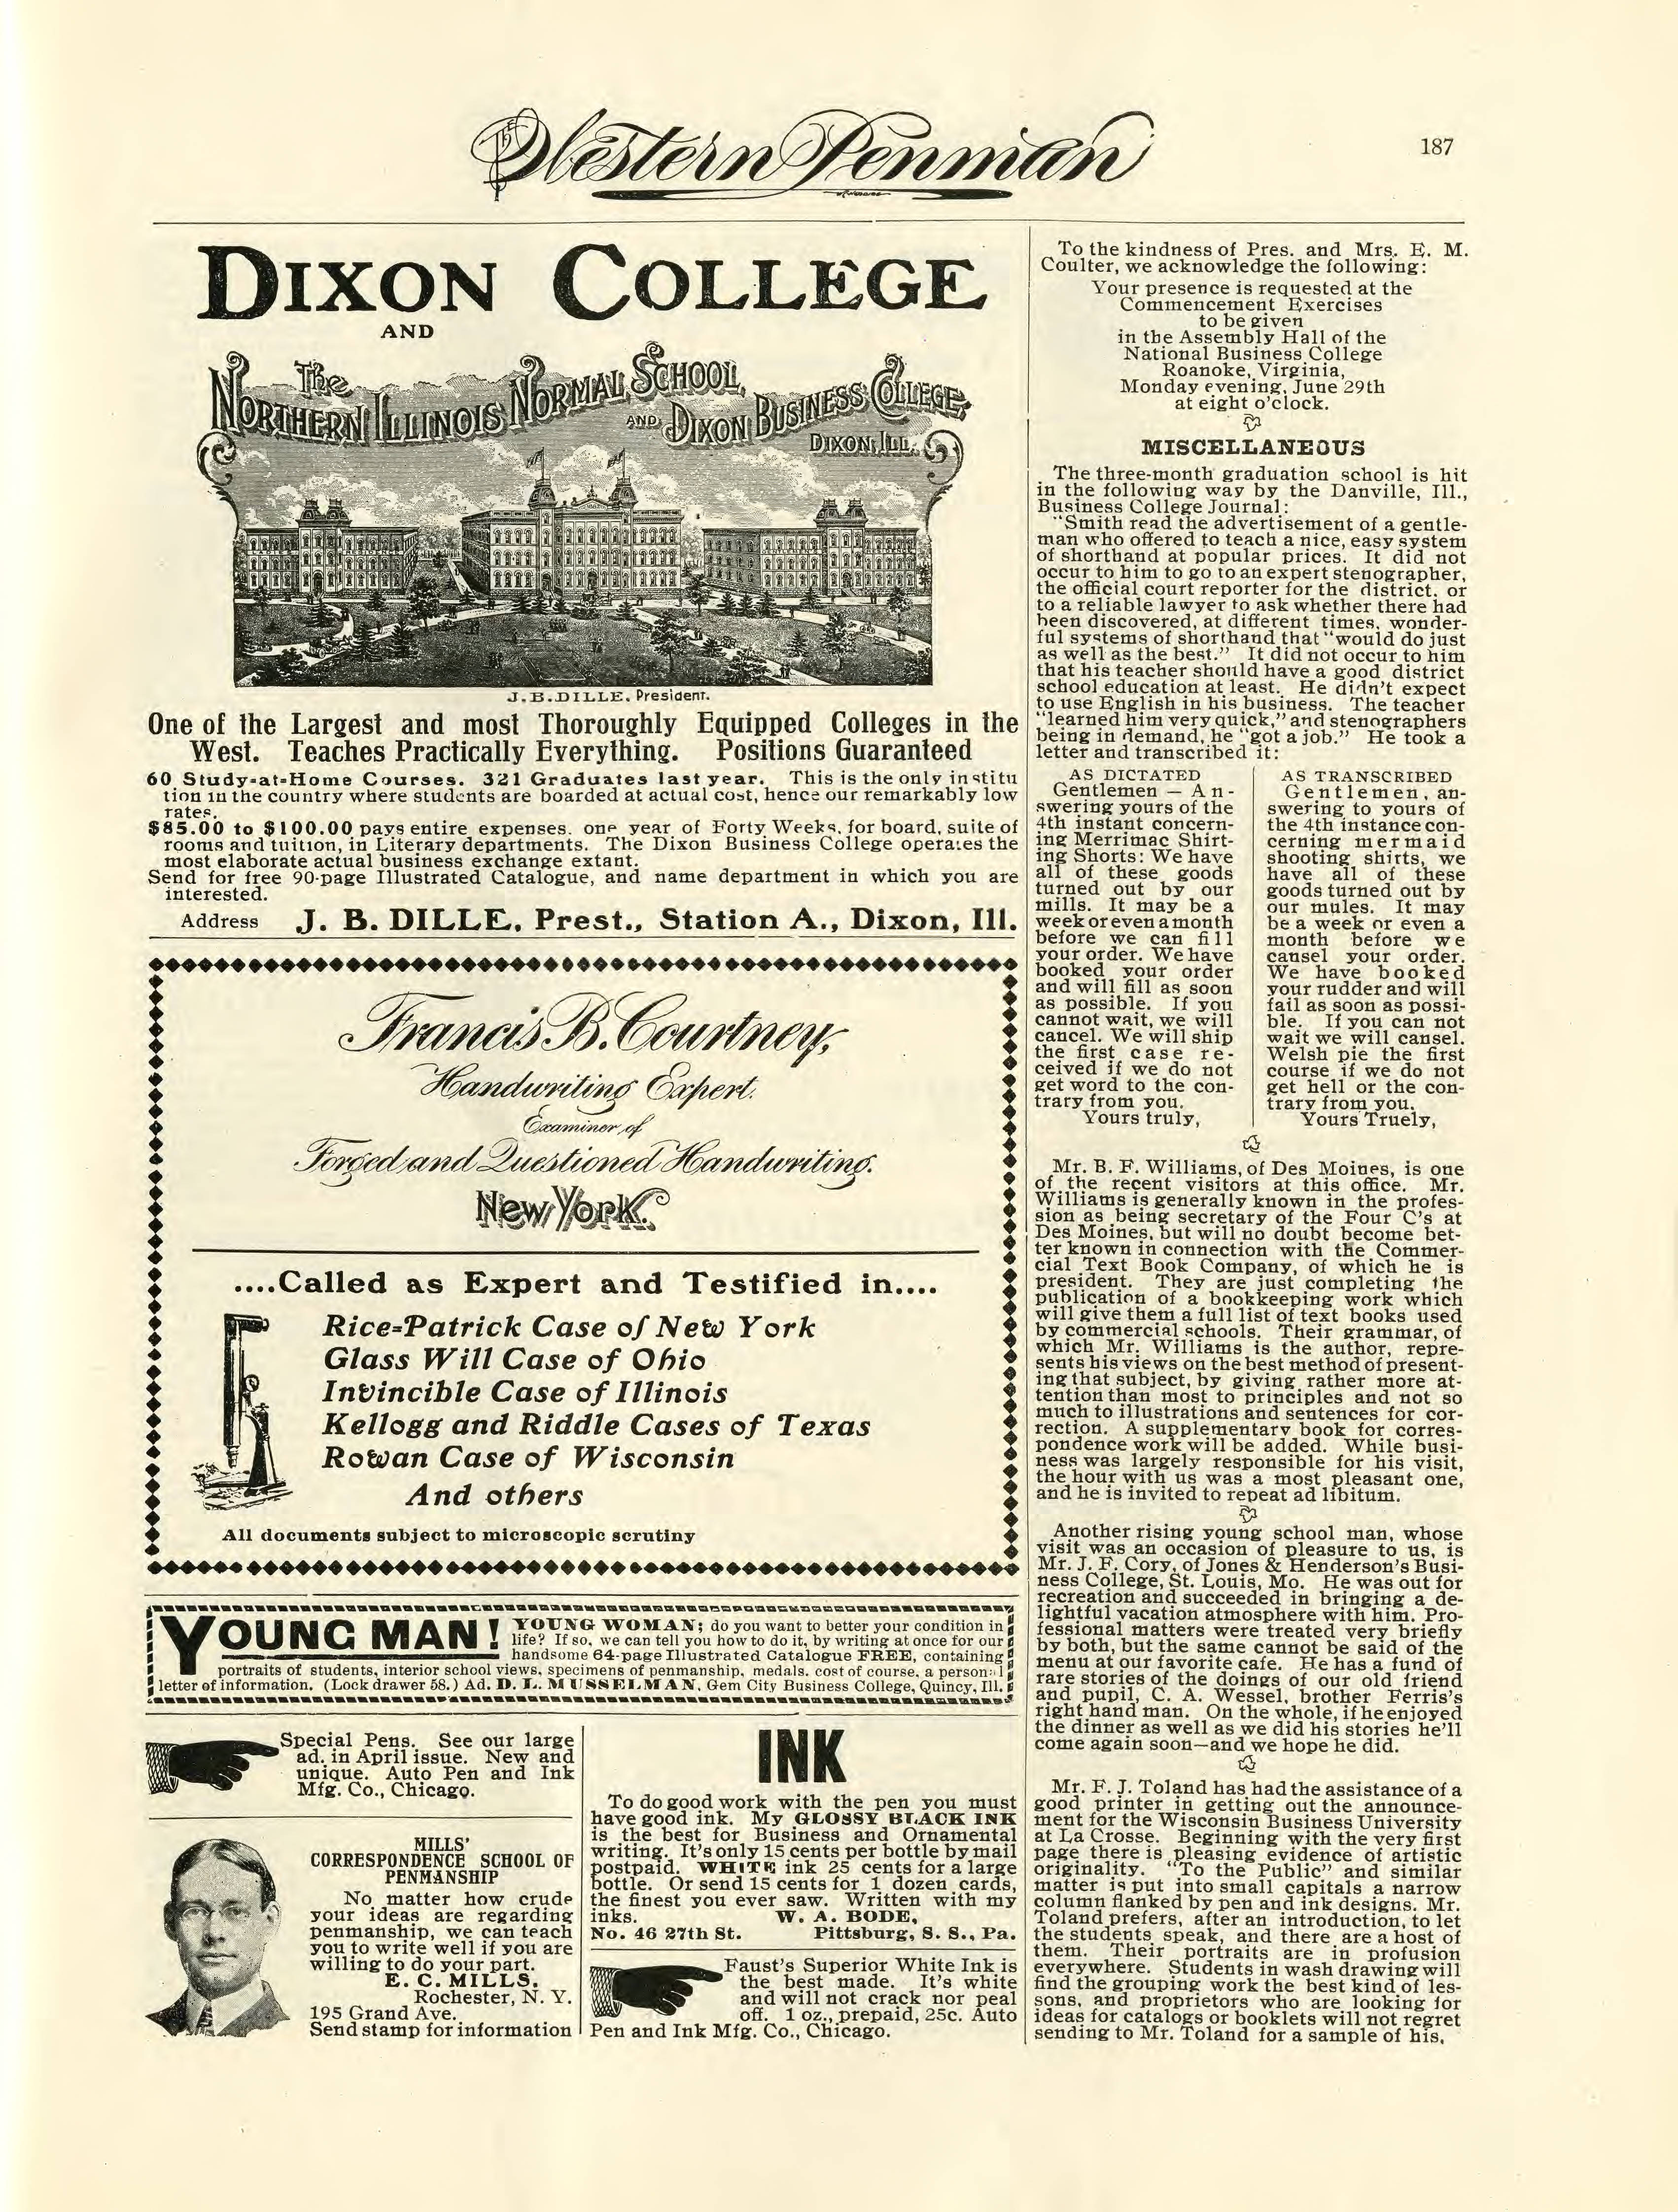 The Western Penman
187
DIXON COLLEGE
AND
The
NORTHERN ILLINOIS NORMAL SCHOOL
AND DIXON BUSINESS COLLEGE,
DIXON, ILL.
J. B. DILLE, President.
One of the Largest and most Thoroughly Equipped Colleges in the
West. Teaches Practically Everything. Positions Guaranteed
60 Study-at-Home Courses. 321 Graduates last year. This is the only institu
tion in the country where students are boarded at actual cost, hence our remarkably low
rates.
$85.00 to $100.00 pays entire expenses, one year of Forty Weeks, for board, suite of
rooms and tuition, in Literary departments. The Dixon Business College operates the
most elaborate actual business exchange extant.
Send for free 90-page Illustrated Catalogue, and name department in which you are
interested.
Address J. B. DILLE, Prest., Station A., Dixon, Ill.
Francis B. Courtney,
Handwriting Expert.
Examiner of
Forged and Questioned Handwriting.
New York.
....Called as Expert and Testified in....
Rice-Patrick Case of New York
Glass Will Case of Ohio
Invincible Case of Illinois
Kellogg and Riddle Cases of Texas
Rowan Case of Wisconsin
And others
All documents subject to microscopic scrutiny
YOUNG MAN! YOUNG WOMAN; do you want to better your condition in
life? If so, we can tell you how to do it, by writing at once for our
handsome 64-page Illustrated Catalogue FREE, containing
portraits of students, interior school views, specimens of penmanship, medals, cost of course, a personal
letter of information. (Lock drawer 58.) Ad. D. L. MUSSELMAN, Gem City Business College, Quincy, Ill.
Special Pens. See our large
ad. in April issue. New and
unique. Auto Pen and Ink
Mfg. Co., Chicago.
MILLS'
CORRESPONDENCE SCHOOL OF
PENMANSHIP
No matter how crude
your ideas are regarding
penmanship, we can teach
you to write well if you are
willing to do your part.
E. C. MILLS,
Rochester, N. Y.
195 Grand Ave.
Send stamp for information
INK
To do good work with the pen you must
have good ink. My GLOSSY BLACK INK
is the best for Business and Ornamental
writing. It's only 15 cents per bottle by mail
postpaid. WHITE ink 25 cents for a large
bottle. Or send 15 cents for 1 dozen cards,
the finest you ever saw. Written with my
inks. W. A. BODE,
No. 46 27th St. Pittsburg, S. S., Pa.
Faust's Superior White Ink is
the best made. It's white
and will not crack nor peal
off. 1 oz., prepaid, 25c. Auto
Pen and Ink Mfg. Co., Chicago.
To the kindness of Pres. and Mrs. E. M.
Coulter, we acknowledge the following:
Your presence is requested at the
Commencement Exercises
to be given
in the Assembly Hall of the
National Business College
Roanoke, Virginia,
Monday evening, June 29th
at eight o'clock.
MISCELLANEOUS
The three-month graduation school is hit
in the following way by the Danville, Ill.,
Business College Journal:
"Smith read the advertisement of a gentle-
man who offered to teach a nice, easy system
of shorthand at popular prices. It did not
occur to him to go to an expert stenographer,
the official court reporter for the district, or
to a reliable lawyer to ask whether there had
been discovered, at different times, wonder-
ful systems of shorthand that "would do just
as well as the best." It did not occur to him
that his teacher should have a good district
school education at least. He didn't expect
to use English in his business. The teacher
"learned him very quick," and stenographers
being in demand, he "got a job." He took a
letter and transcribed it:
AS DICTATED
Gentlemen — An-
swering yours of the
4th instant concern-
ing Merrimac Shirt-
ing Shorts: We have
all of these goods
turned out by our
mills. It may be a
week or even a month
before we can fill
your order. We have
booked your order
and will fill as soon
as possible. If you
cannot wait, we will
cancel. We will ship
the first case re-
ceived if we do not
get word to the con-
trary from you.
Yours truly,
AS TRANSCRIBED
Gentlemen, an-
swering to yours of
the 4th instance con-
cerning mermaid
shooting shirts, we
have all of these
goods turned out by
our mules. It may
be a week or even a
month before we
cansel your order.
We have booked
your rudder and will
fail as soon as possi-
ble. If you can not
wait we will cansel.
Welsh pie the first
course if we do not
get hell or the con-
trary from you.
Yours Truely,
Mr. B. F. Williams, of Des Moines, is one
of the recent visitors at this office. Mr.
Williams is generally known in the profes-
sion as being secretary of the Four C's at
Des Moines, but will no doubt become bet-
ter known in connection with the Commer-
cial Text Book Company, of which he is
president. They are just completing the
publication of a bookkeeping work which
will give them a full list of text books used
by commercial schools. Their grammar, of
which Mr. Williams is the author, repre-
sents his views on the best method of present-
ing that subject, by giving rather more at-
tention than most to principles and not so
much to illustrations and sentences for cor-
rection. A supplementary book for corres-
pondence work will be added. While busi-
ness was largely responsible for his visit,
the hour with us was a most pleasant one,
and he is invited to repeat ad libitum.
Another rising young school man, whose
visit was an occasion of pleasure to us, is
Mr. J. F. Cory, of Jones & Henderson's Busi-
ness College, St. Louis, Mo. He was out for
recreation and succeeded in bringing a de-
lightful vacation atmosphere with him. Pro-
fessional matters were treated very briefly
by both, but the same cannot be said of the
menu at our favorite cafe. He has a fund of
rare stories of the doings of our old friend
and pupil, C. A. Wessel, brother Ferris's
right hand man. On the whole, if he enjoyed
the dinner as well as we did his stories he'll
come again soon—and we hope he did.
Mr. F. J. Toland has had the assistance of a
good printer in getting out the announce-
ment for the Wisconsin Business University
at La Crosse. Beginning with the very first
page there is pleasing evidence of artistic
originality. "To the Public" and similar
matter is put into small capitals a narrow
column flanked by pen and ink designs. Mr.
Toland prefers, after an introduction, to let
the students speak, and there are a host of
them. Their portraits are in profusion
everywhere. Students in wash drawing will
find the grouping work the best kind of les-
sons, and proprietors who are looking for
ideas for catalogs or booklets will not regret
sending to Mr. Toland for a sample of his,